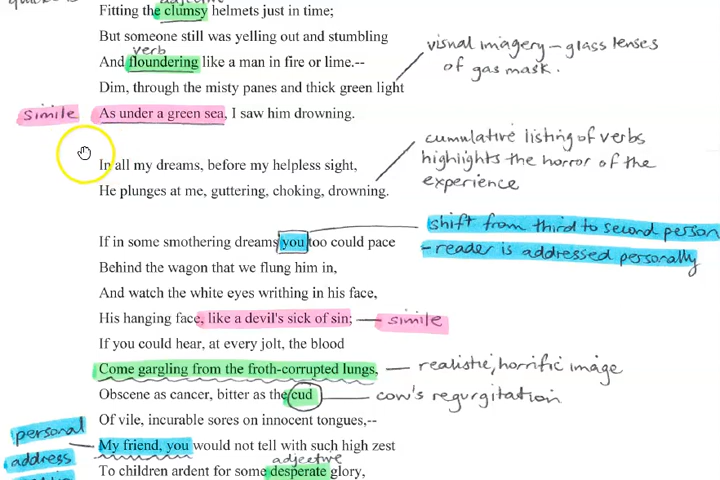 adjective
Fitting the clumsy helmets just in time;
But someone still was yelling out and stumbling
verb
And floundering like a man in fire or lime.--
visual imagery – glass lenses
of gas mask.
Dim, through the misty panes and thick green light
simile As under a green sea, I saw him drowning.
cumulative listing of verbs
highlights the horror of the
experience
In all my dreams, before my helpless sight,
He plunges at me, guttering, choking, drowning.
shift from third to second person
- reader is addressed personally
If in some smothering dreams you too could pace
Behind the wagon that we flung him in,
And watch the white eyes writhing in his face,
His hanging face, like a devil's sick of sin; — simile
If you could hear, at every jolt, the blood
Come gargling from the froth-corrupted lungs, — realistic, horrific image
Obscene as cancer, bitter as the cud — cow's regurgitation
Of vile, incurable sores on innocent tongues,--
personal
address
My friend, you would not tell with such high zest
adjective
To children ardent for some desperate glory,